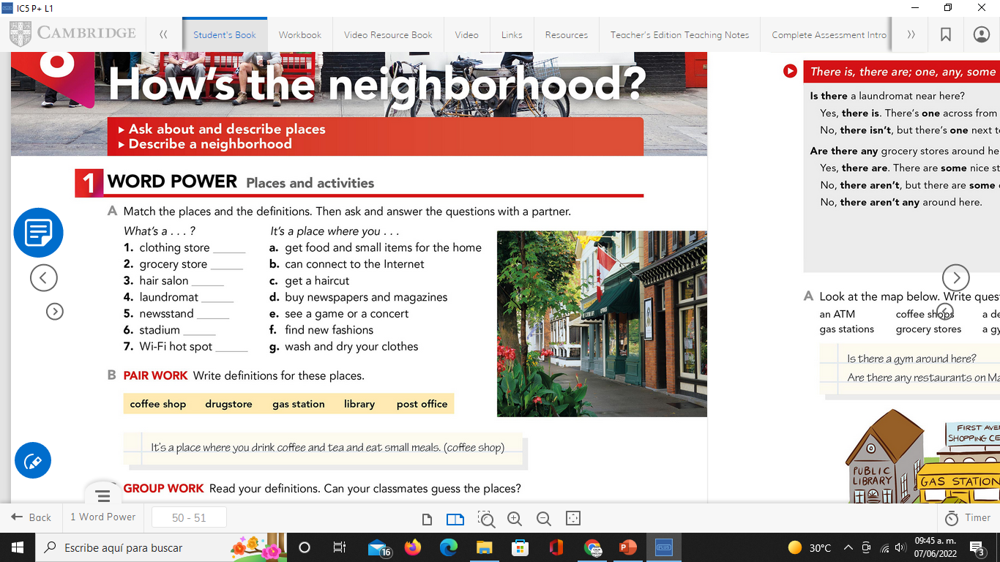 IC5 P+ L1
CAMBRIDGE
Student's Book
Workbook
Video Resource Book
Video
Links
Resources
Teacher's Edition Teaching Notes
Complete Assessment Intro
8
How's the neighborhood?
▸ Ask about and describe places
▸ Describe a neighborhood
1 WORD POWER Places and activities
A Match the places and the definitions. Then ask and answer the questions with a partner.
What's a . . . ? It's a place where you . . .
1. clothing store ______ a. get food and small items for the home
2. grocery store ______ b. can connect to the Internet
3. hair salon ______ c. get a haircut
4. laundromat ______ d. buy newspapers and magazines
5. newsstand ______ e. see a game or a concert
6. stadium ______ f. find new fashions
7. Wi-Fi hot spot ______ g. wash and dry your clothes
B PAIR WORK Write definitions for these places.
coffee shop drugstore gas station library post office
It's a place where you drink coffee and tea and eat small meals. (coffee shop)
GROUP WORK Read your definitions. Can your classmates guess the places?
There is, there are; one, any, some
Is there a laundromat near here?
Yes, there is. There's one across from
No, there isn't, but there's one next t
Are there any grocery stores around he
Yes, there are. There are some nice st
No, there aren't, but there are some
No, there aren't any around here.
A Look at the map below. Write ques
an ATM coffee shops a de
gas stations grocery stores a gy
Is there a gym around here?
Are there any restaurants on Ma
FIRST AVE
SHOPPING CE
PUBLIC
LIBRARY
GAS STATION
Back
1 Word Power
50 - 51
Timer
Escribe aquí para buscar
16
PLUS
30°C
09:45 a. m.
07/06/2022
3